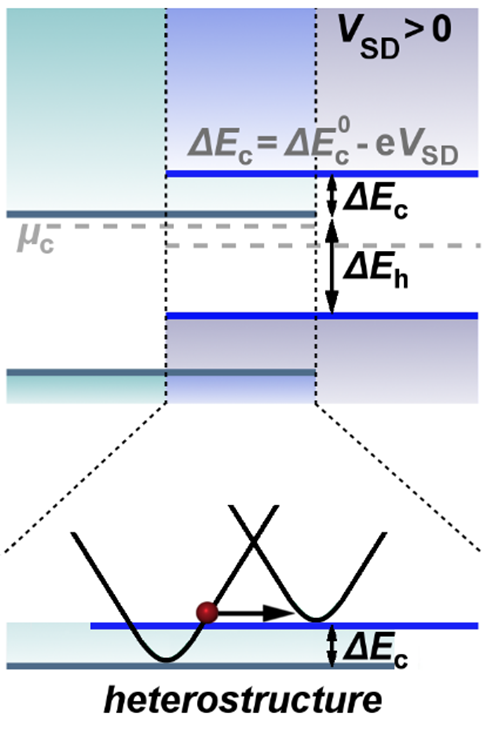 V_SD > 0
ΔE_c = ΔE_c^0 - eV_SD
ΔE_c
μ_c
ΔE_h
ΔE_c
heterostructure